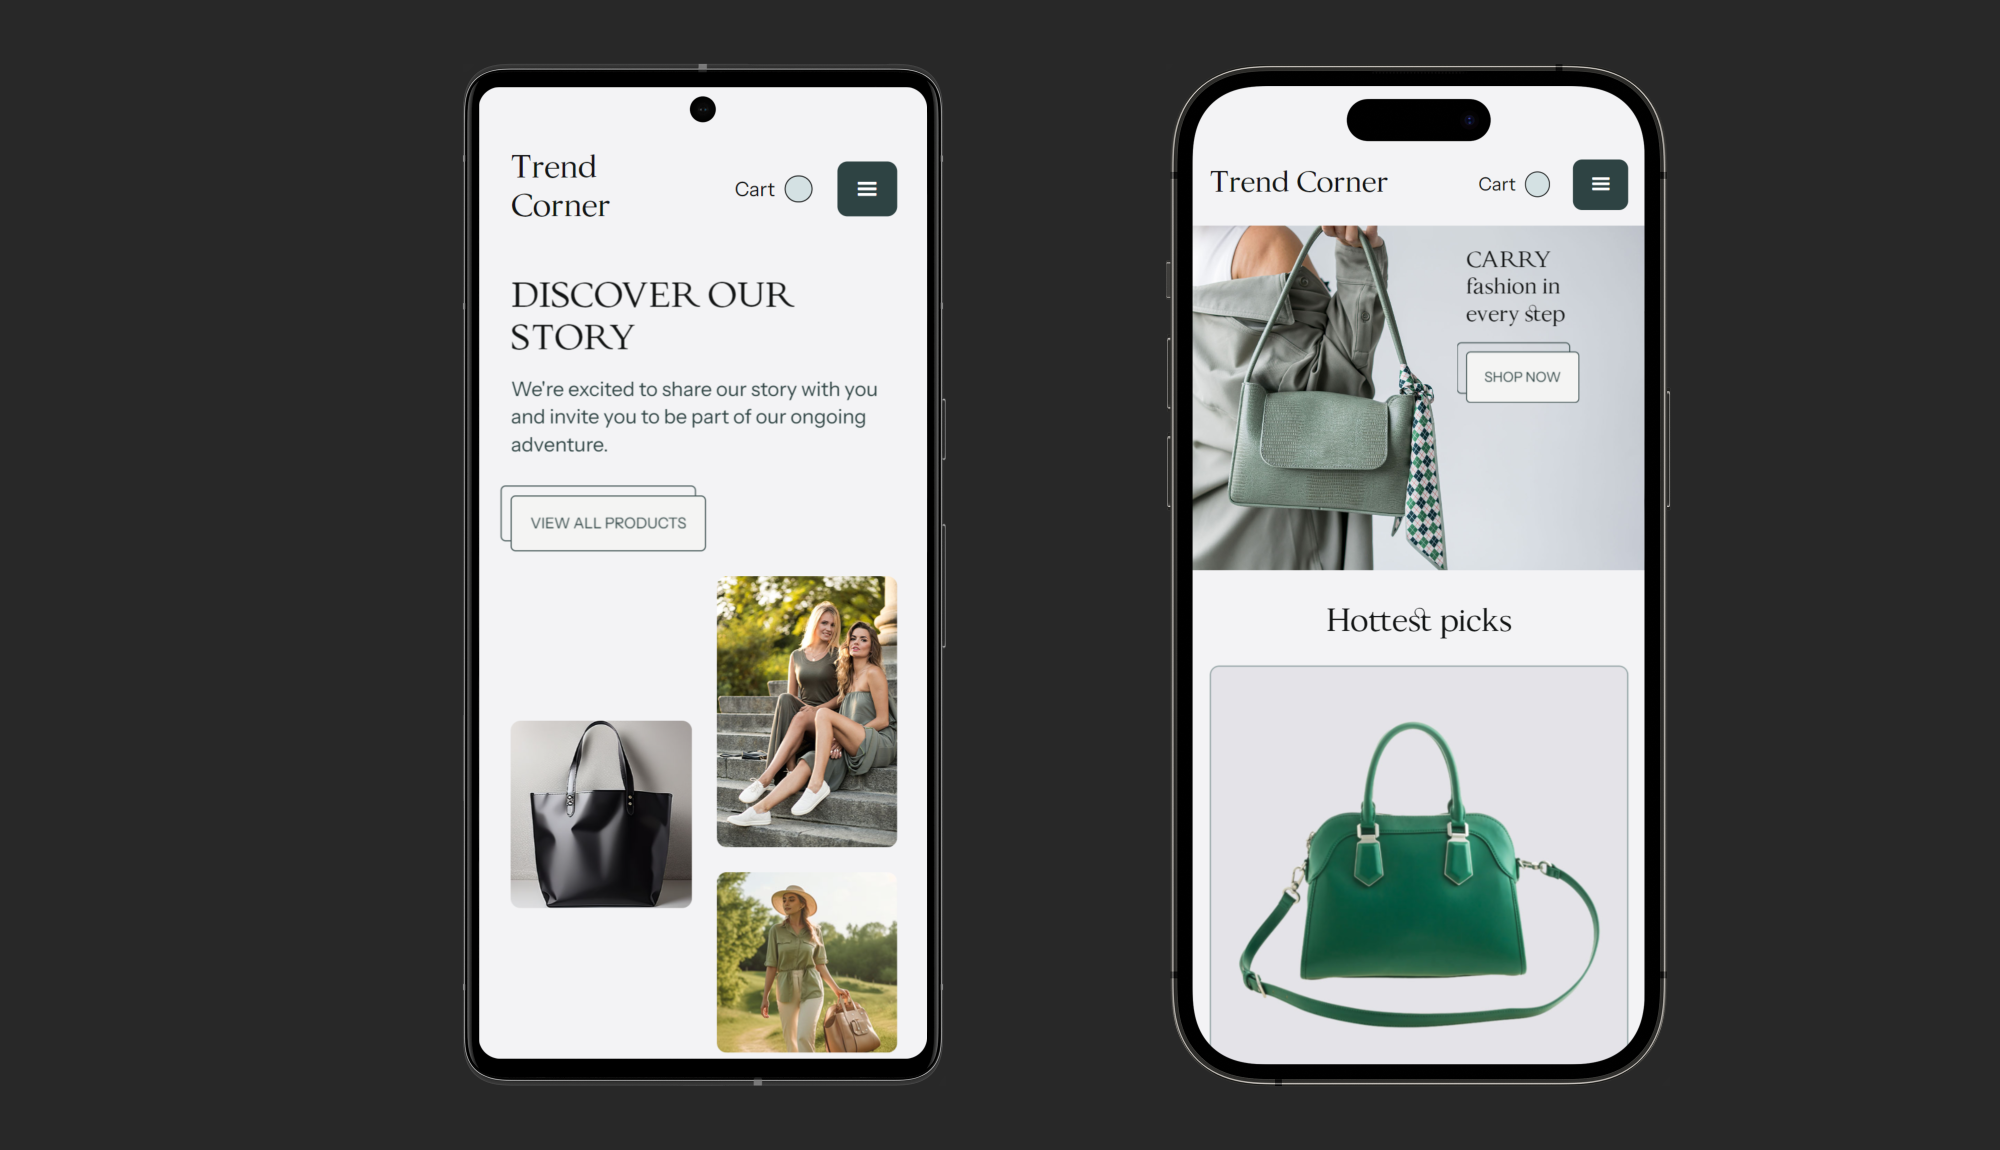 Trend
Corner
Cart
DISCOVER OUR
STORY
We're excited to share our story with you
and invite you to be part of our ongoing
adventure.
VIEW ALL PRODUCTS
Trend Corner
Cart
CARRY
fashion in
every step
SHOP NOW
Hottest picks